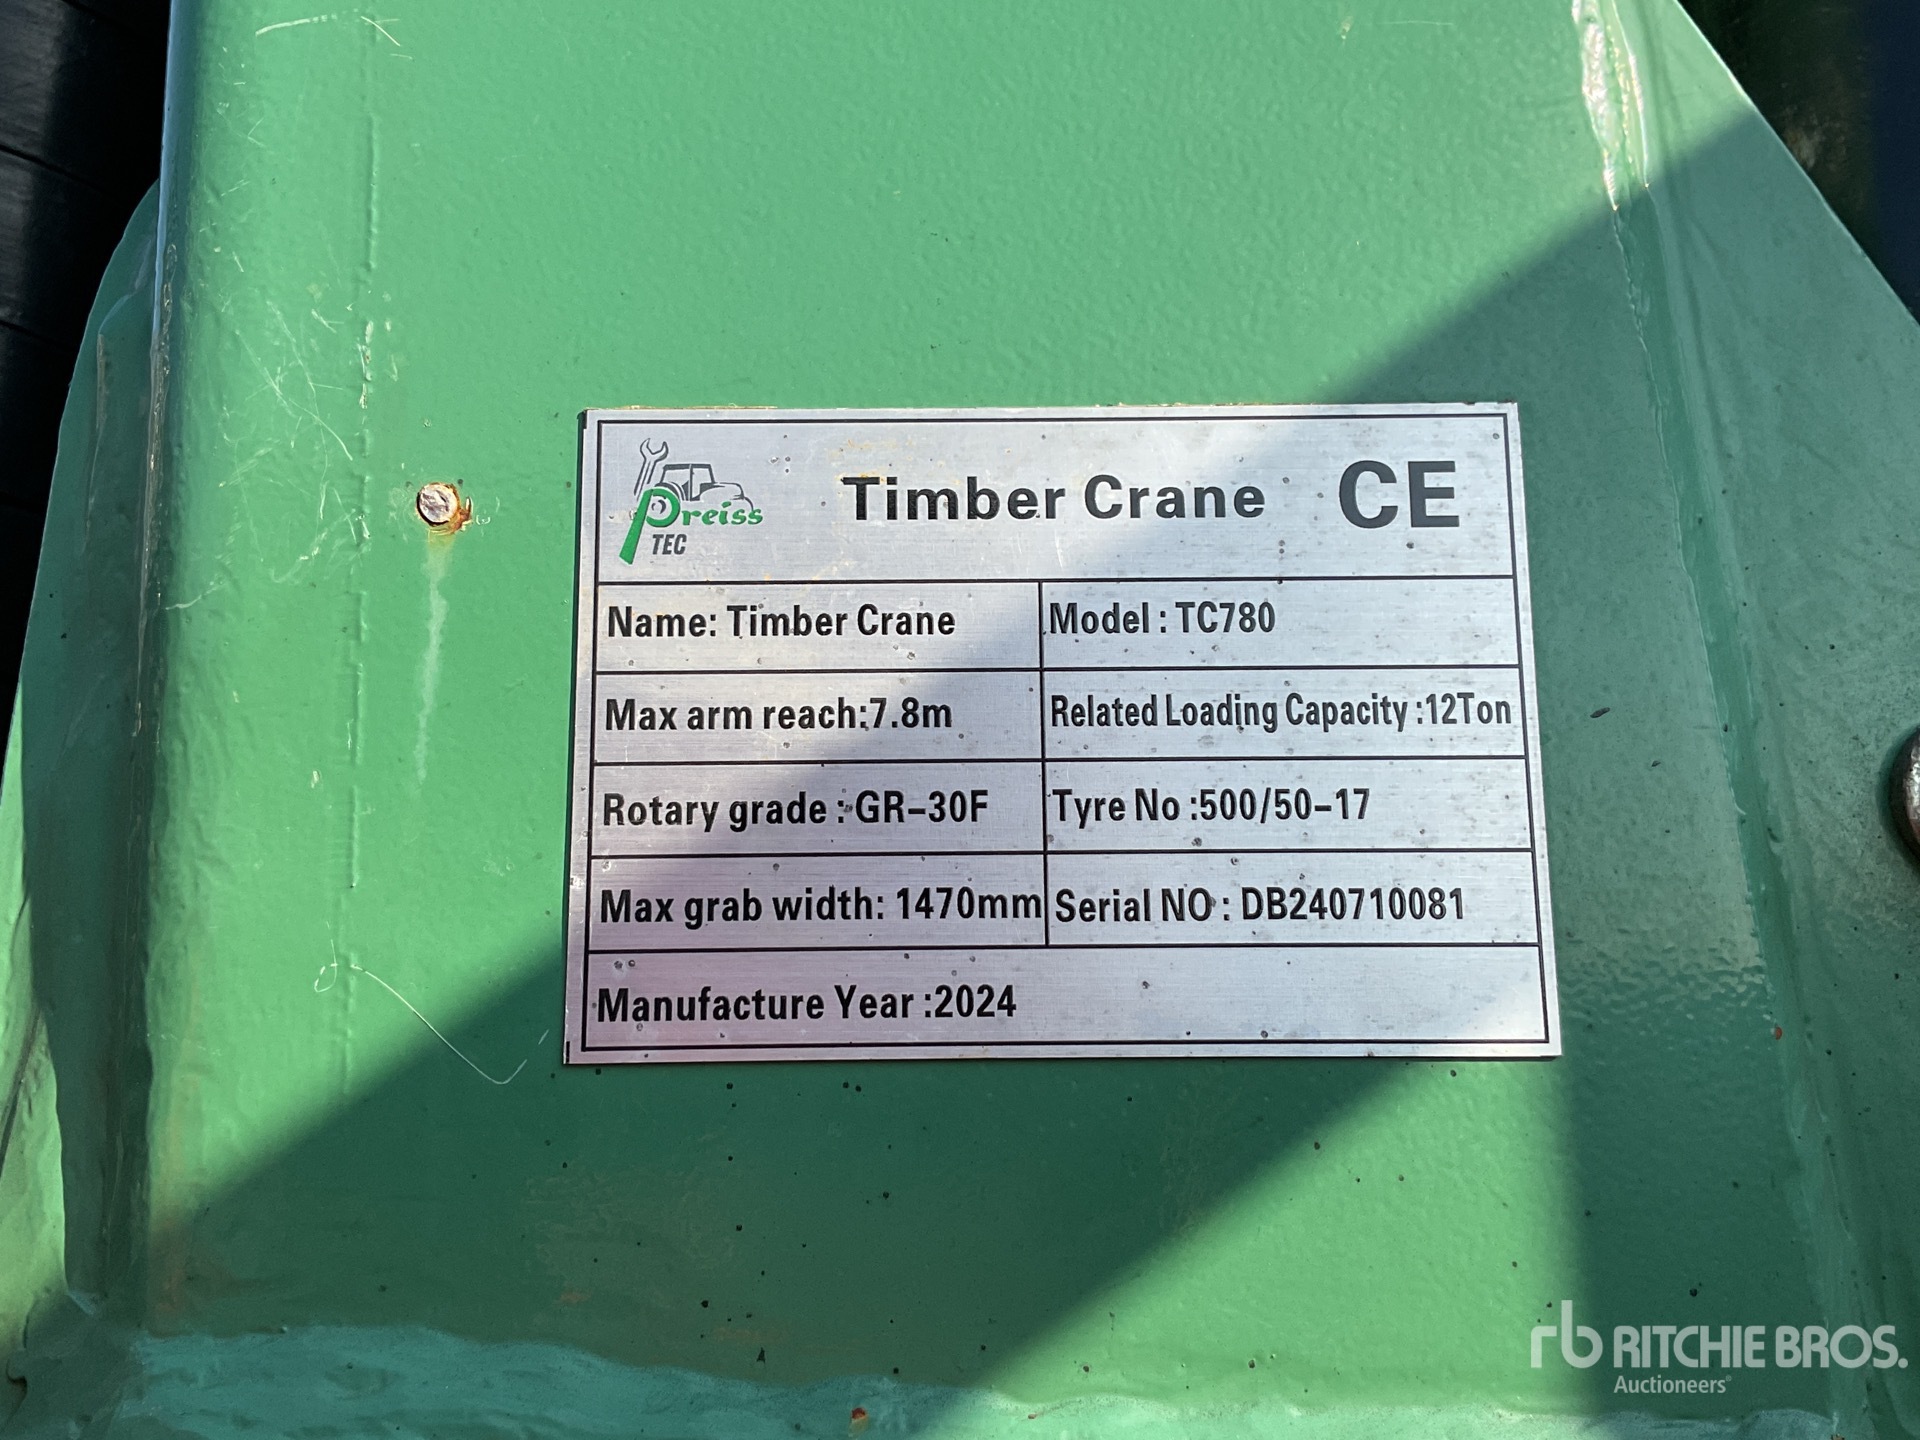 Preiss
TEC
Timber Crane CE
Name: Timber Crane
Model : TC780
Max arm reach:7.8m
Related Loading Capacity :12Ton
Rotary grade : GR-30F
Tyre No :500/50-17
Max grab width: 1470mm
Serial NO : DB240710081
Manufacture Year :2024
rb RITCHIE BROS.
Auctioneers